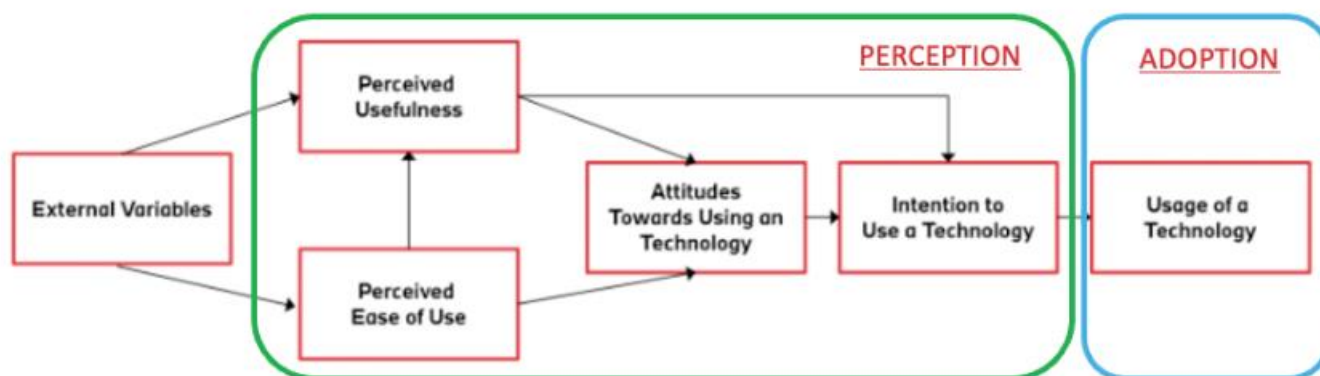 PERCEPTION
ADOPTION
Perceived
Usefulness
External Variables
Attitudes
Towards Using an
Technology
Intention to
Use a Technology
Usage of a
Technology
Perceived
Ease of Use